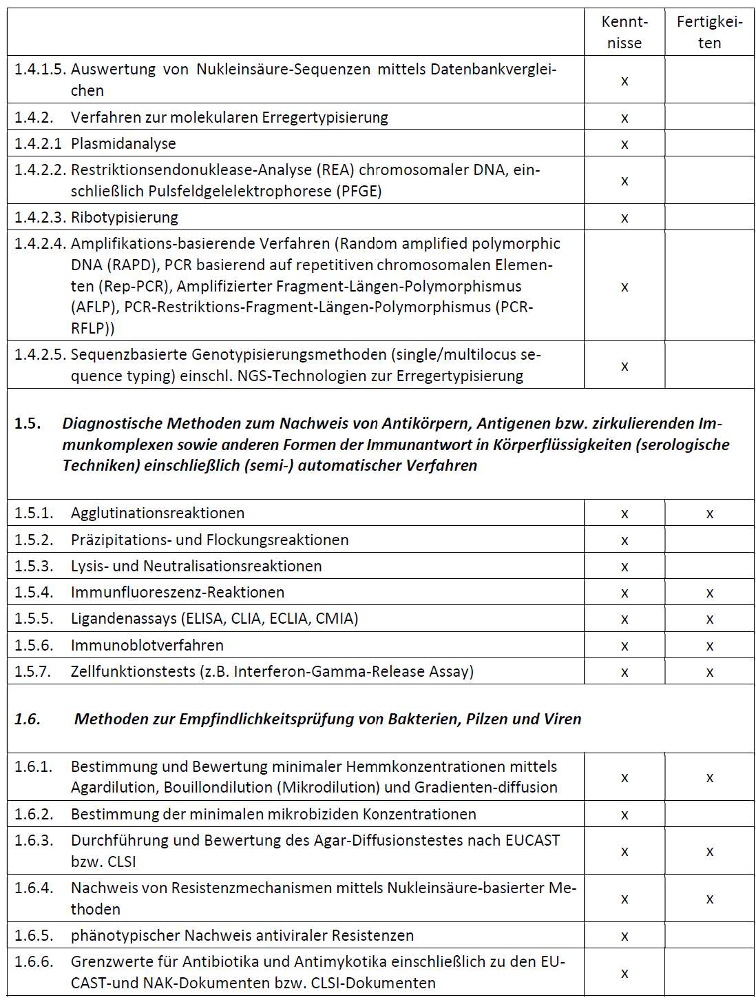 Kennt-
nisse
Fertigkei-
ten
1.4.1.5. Auswertung von Nukleinsäure-Sequenzen mittels Datenbankverglei-
chen
x
1.4.2. Verfahren zur molekularen Erregertypisierung x
1.4.2.1 Plasmidanalyse x
1.4.2.2. Restriktionsendonuklease-Analyse (REA) chromosomaler DNA, ein-
schließlich Pulsfeldgelelektrophorese (PFGE)
x
1.4.2.3. Ribotypisierung x
1.4.2.4. Amplifikations-basierende Verfahren (Random amplified polymorphic
DNA (RAPD), PCR basierend auf repetitiven chromosomalen Elemen-
ten (Rep-PCR), Amplifizierter Fragment-Längen-Polymorphismus
(AFLP), PCR-Restriktions-Fragment-Längen-Polymorphismus (PCR-
RFLP))
x
1.4.2.5. Sequenzbasierte Genotypisierungsmethoden (single/multilocus se-
quence typing) einschl. NGS-Technologien zur Erregertypisierung
x
1.5. Diagnostische Methoden zum Nachweis von Antikörpern, Antigenen bzw. zirkulierenden Im-
munkomplexen sowie anderen Formen der Immunantwort in Körperflüssigkeiten (serologische
Techniken) einschließlich (semi-) automatischer Verfahren
1.5.1. Agglutinationsreaktionen x x
1.5.2. Präzipitations- und Flockungsreaktionen x
1.5.3. Lysis- und Neutralisationsreaktionen x
1.5.4. Immunfluoreszenz-Reaktionen x x
1.5.5. Ligandenassays (ELISA, CLIA, ECLIA, CMIA) x x
1.5.6. Immunoblotverfahren x x
1.5.7. Zellfunktionstests (z.B. Interferon-Gamma-Release Assay) x x
1.6. Methoden zur Empfindlichkeitsprüfung von Bakterien, Pilzen und Viren
1.6.1. Bestimmung und Bewertung minimaler Hemmkonzentrationen mittels
Agardilution, Bouillondilution (Mikrodilution) und Gradienten-diffusion
x x
1.6.2. Bestimmung der minimalen mikrobiziden Konzentrationen x
1.6.3. Durchführung und Bewertung des Agar-Diffusionstestes nach EUCAST
bzw. CLSI
x x
1.6.4. Nachweis von Resistenzmechanismen mittels Nukleinsäure-basierter Me-
thoden
x x
1.6.5. phänotypischer Nachweis antiviraler Resistenzen x
1.6.6. Grenzwerte für Antibiotika und Antimykotika einschließlich zu den EU-
CAST-und NAK-Dokumenten bzw. CLSI-Dokumenten
x